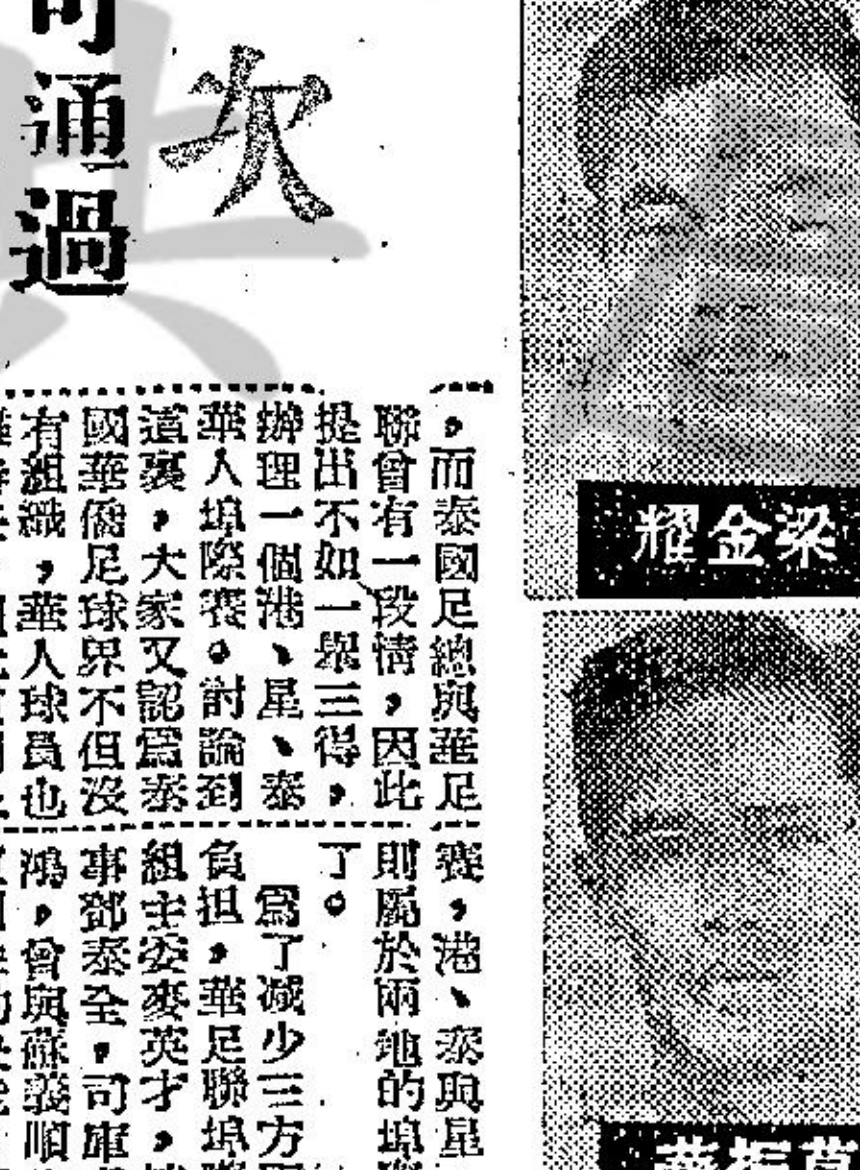 次
通過
，而泰國足總與華足
聯曾有一段情，因此
提出不如一舉三得，
辦理一個港、星、泰
華人埠際賽。討論到
這裏，大家又認爲泰
國華僑足球界不但沒
有組織，華人球員也
賽，港、泰與星
則屬於兩地的埠
了。
爲了減少三方
負担，華足聯埠
組主委麥英才，
事鄧泰全，司庫
鴻，曾與蘇義順
耀金梁